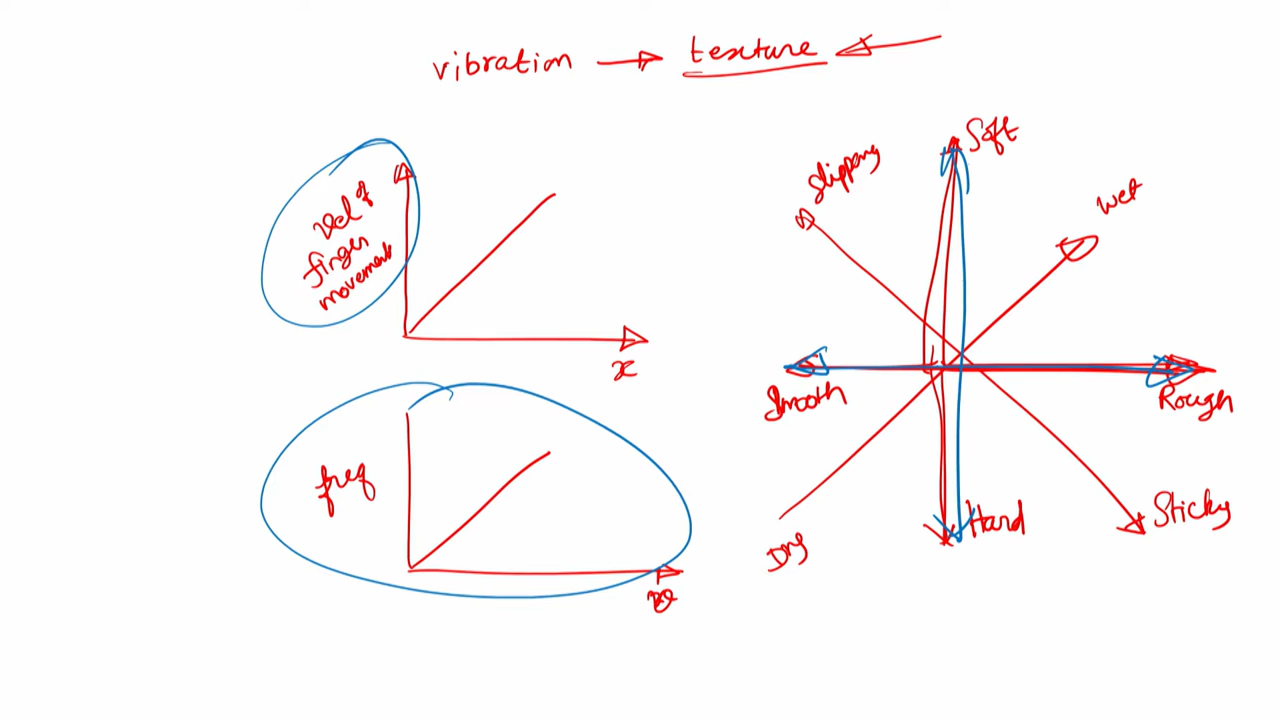 vibration → texture ←
Vel of
finger
movement
x
freq
Slippery
Soft
Wet
Smooth
Rough
Dry
Hard
Sticky